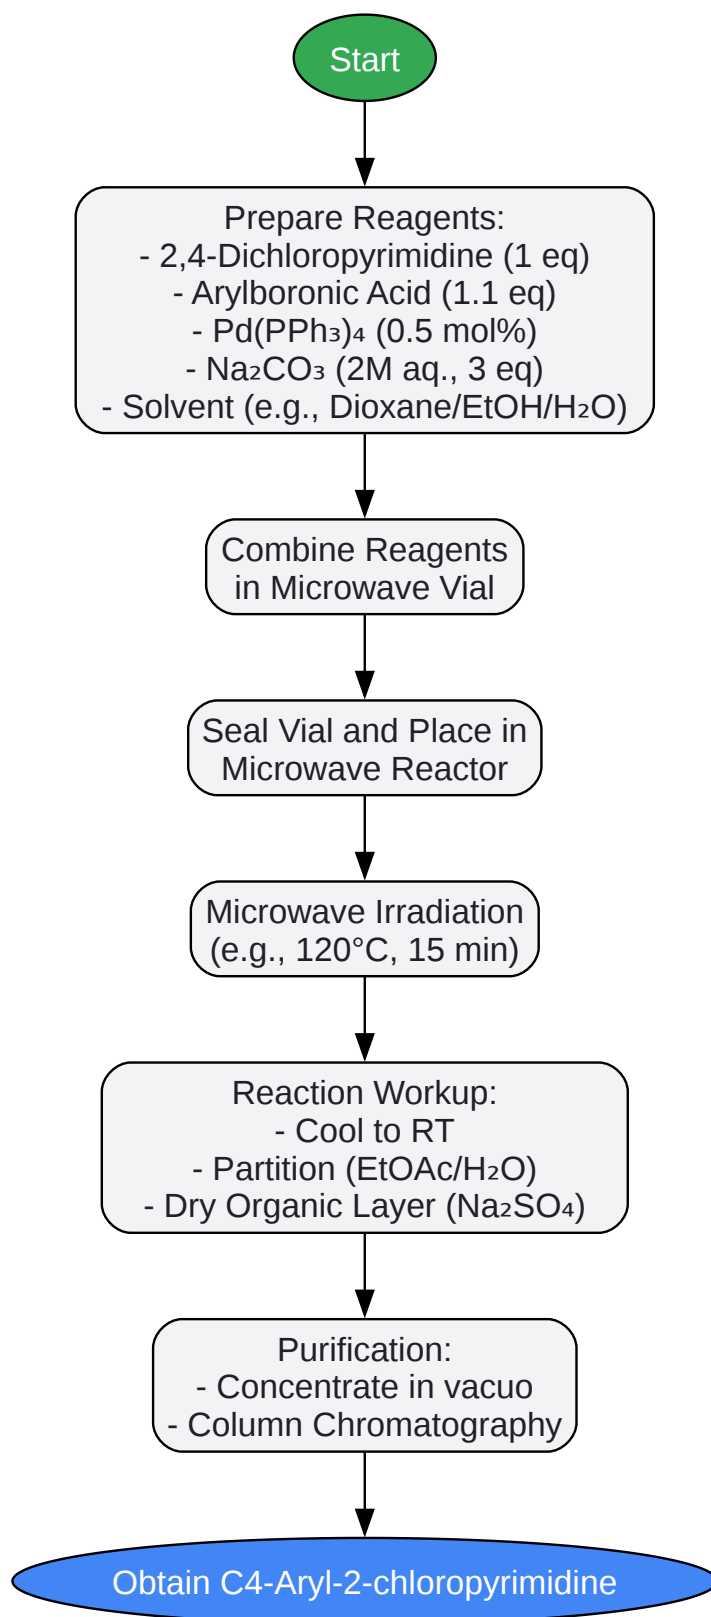 Start
Prepare Reagents:
- 2,4-Dichloropyrimidine (1 eq)
- Arylboronic Acid (1.1 eq)
- Pd(PPh₃)₄ (0.5 mol%)
- Na₂CO₃ (2M aq., 3 eq)
- Solvent (e.g., Dioxane/EtOH/H₂O)
Combine Reagents
in Microwave Vial
Seal Vial and Place in
Microwave Reactor
Microwave Irradiation
(e.g., 120°C, 15 min)
Reaction Workup:
- Cool to RT
- Partition (EtOAc/H₂O)
- Dry Organic Layer (Na₂SO₄)
Purification:
- Concentrate in vacuo
- Column Chromatography
Obtain C4-Aryl-2-chloropyrimidine